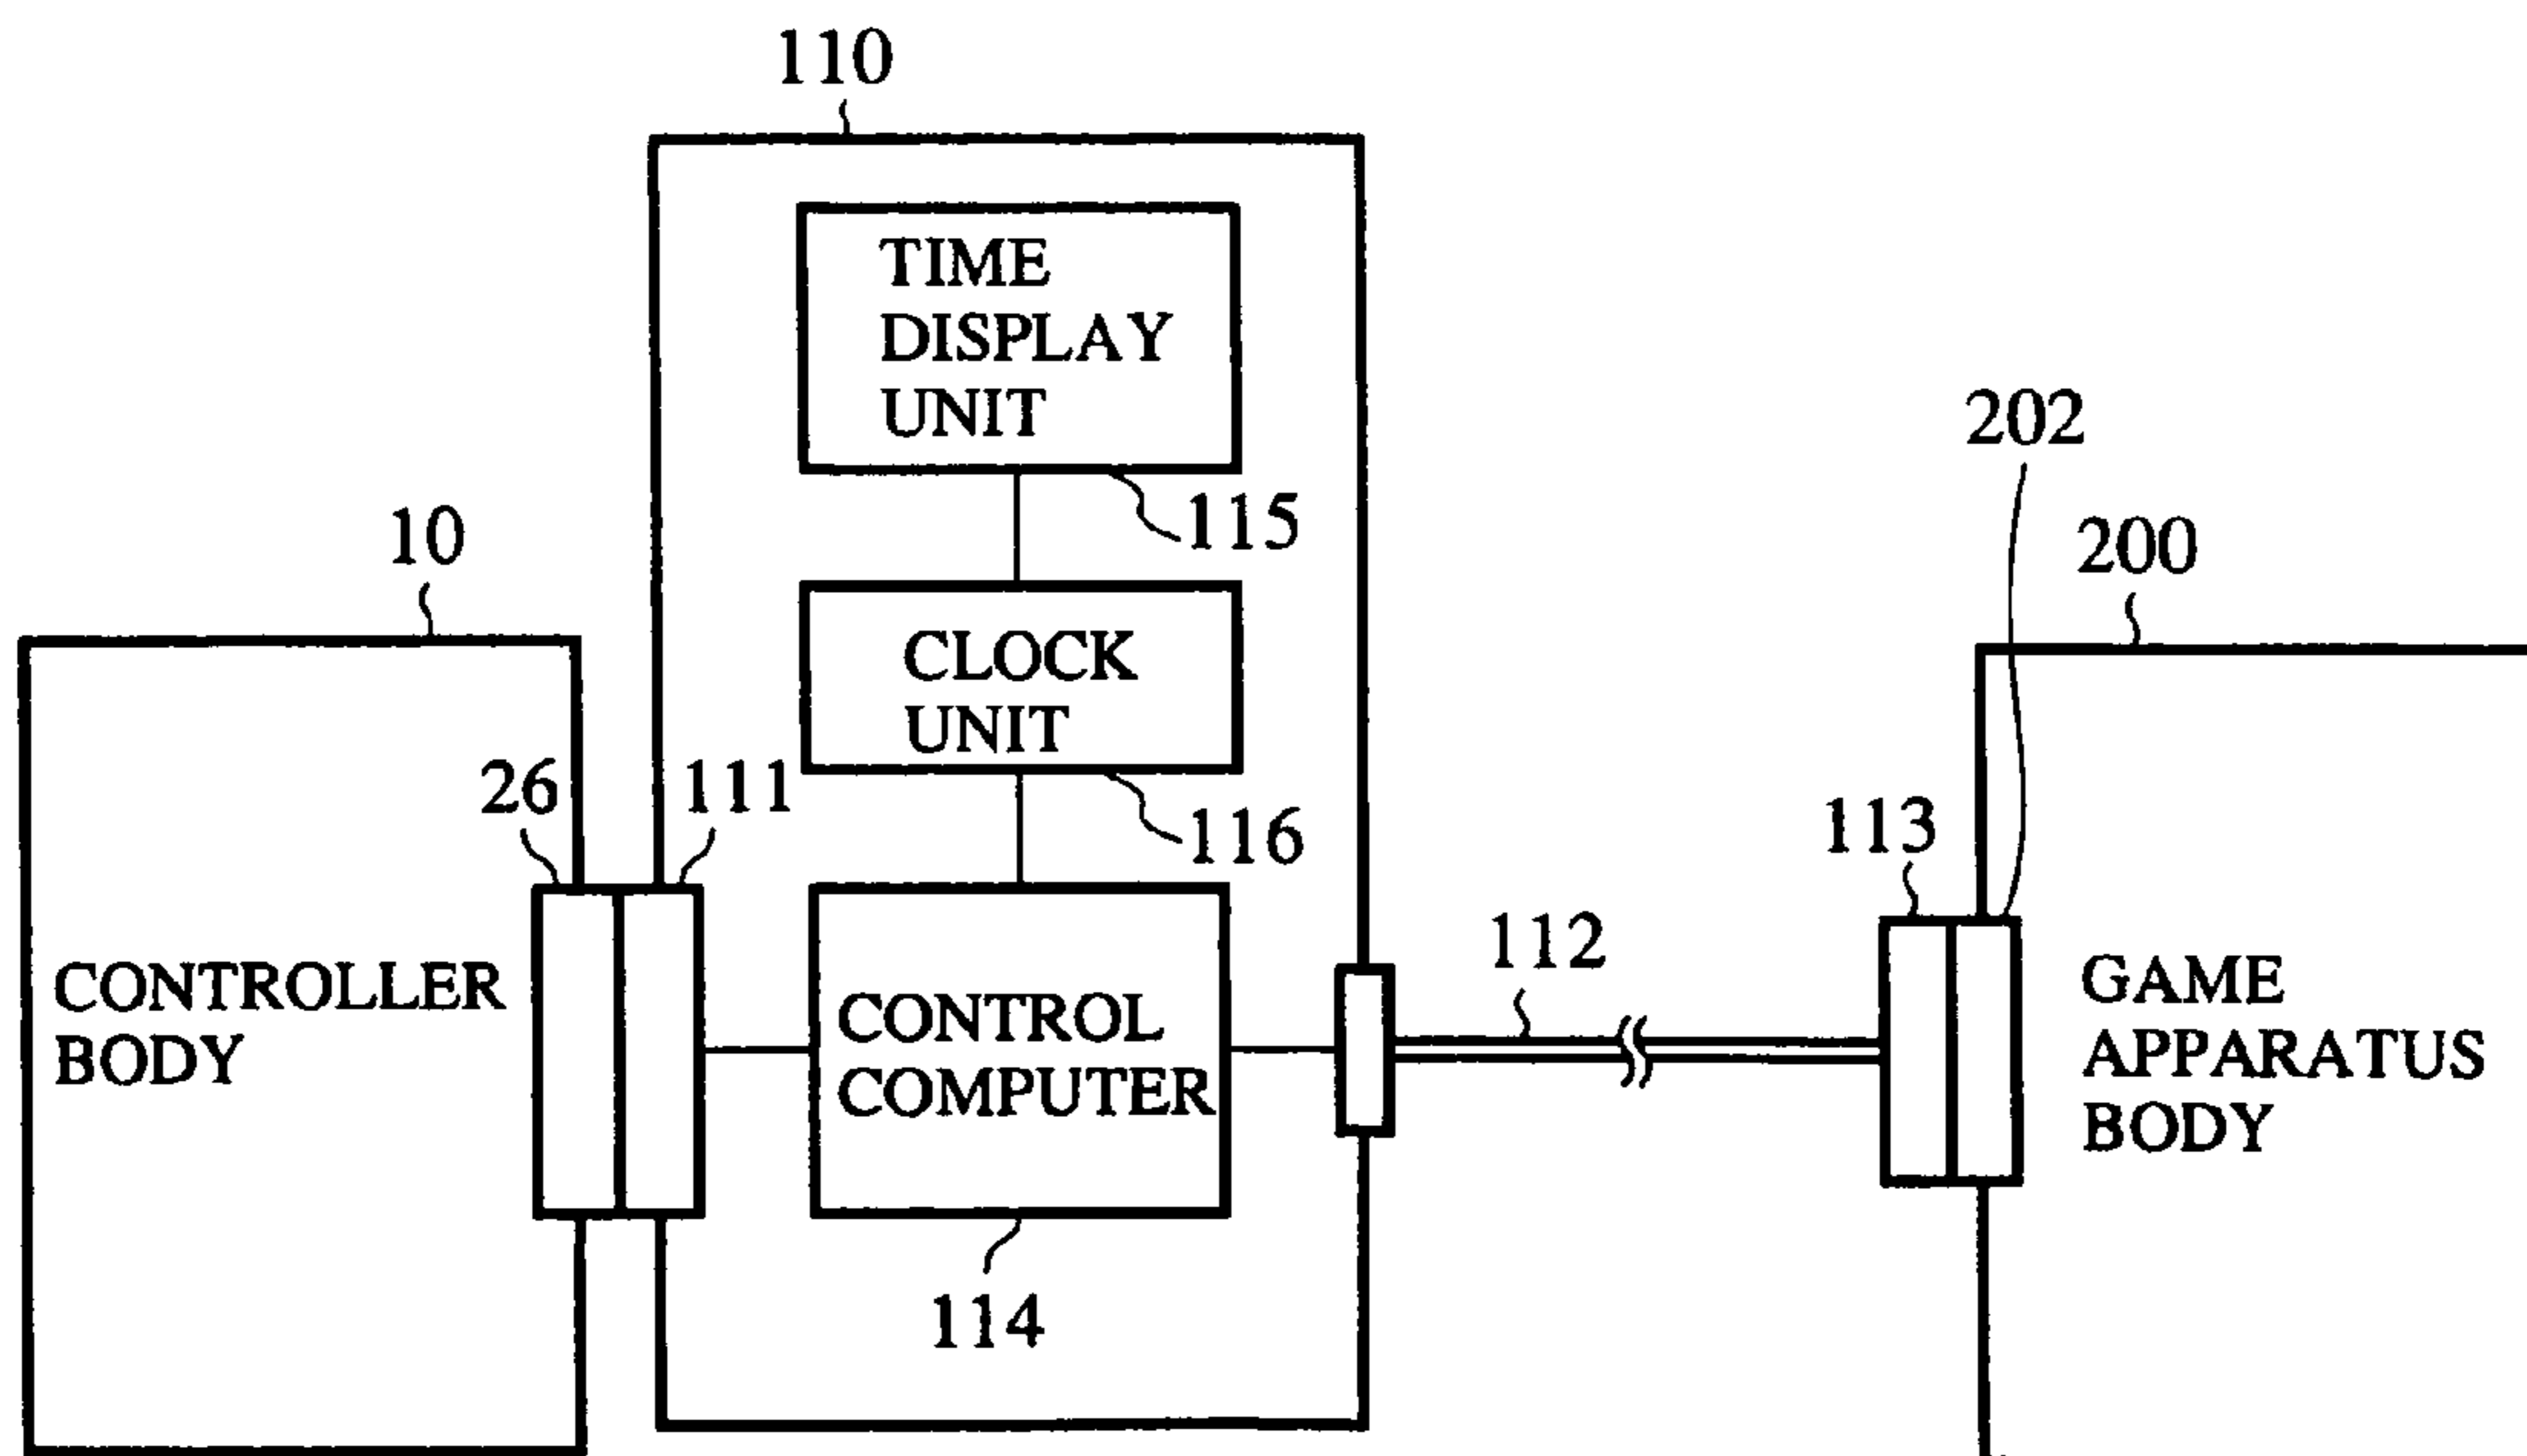 110
TIME
DISPLAY
UNIT
202
115
10
200
CLOCK
UNIT
26
111
116
113
112
CONTROLLER
BODY
CONTROL
COMPUTER
GAME
APPARATUS
BODY
114